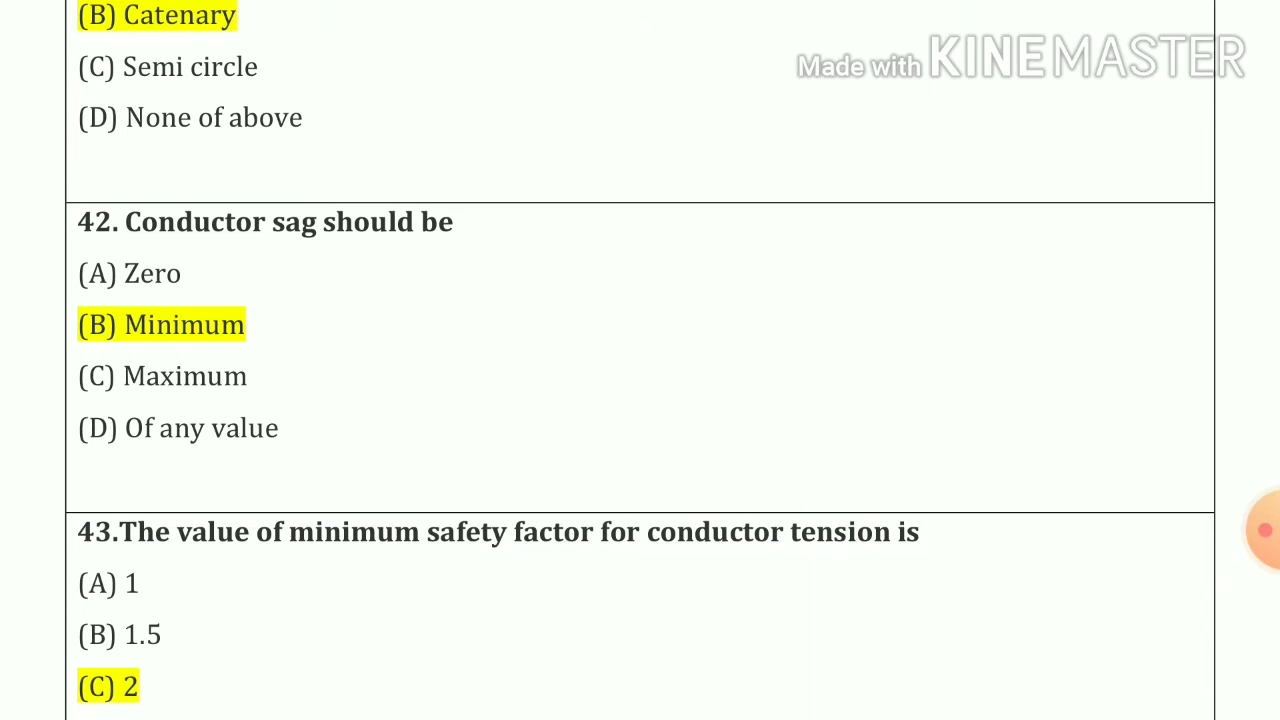 (B) Catenary
Made with KINEMASTER
(C) Semi circle
(D) None of above
42. Conductor sag should be
(A) Zero
(B) Minimum
(C) Maximum
(D) Of any value
43.The value of minimum safety factor for conductor tension is
(A) 1
(B) 1.5
(C) 2